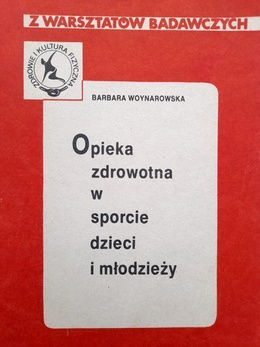 Z WARSZTATÓW BADAWCZYCH
ZDROWIE I KULTURA FIZYCZNA
BARBARA WOYNAROWSKA
Opieka
zdrowotna
w
sporcie
dzieci
i młodzieży